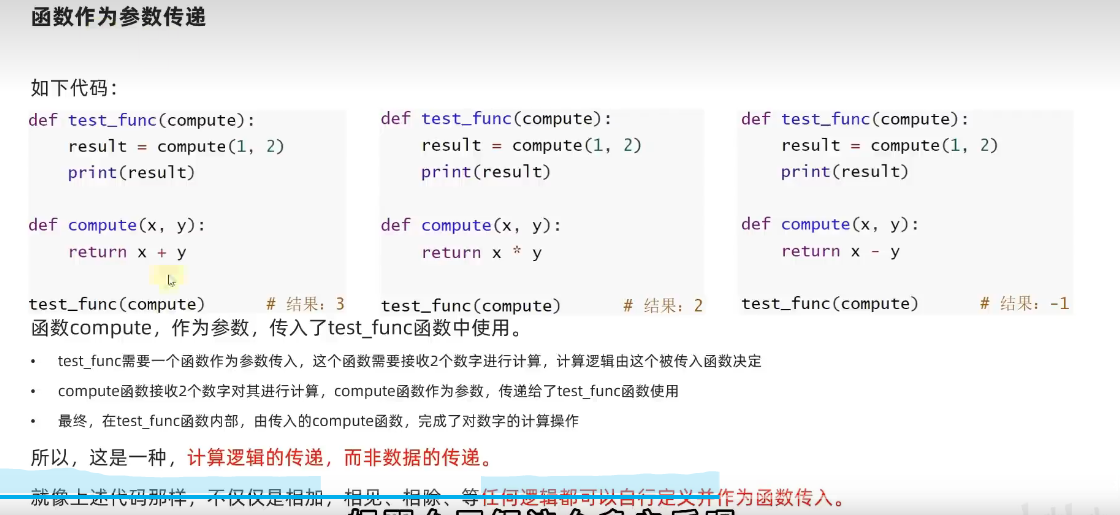 函数作为参数传递
如下代码：
def test_func(compute):
    result = compute(1, 2)
    print(result)
def compute(x, y):
    return x + y
test_func(compute)      # 结果：3
def test_func(compute):
    result = compute(1, 2)
    print(result)
def compute(x, y):
    return x * y
test_func(compute)      # 结果：2
def test_func(compute):
    result = compute(1, 2)
    print(result)
def compute(x, y):
    return x - y
test_func(compute)      # 结果：-1
函数compute，作为参数，传入了test_func函数中使用。
• test_func需要一个函数作为参数传入，这个函数需要接收2个数字进行计算，计算逻辑由这个被传入函数决定
• compute函数接收2个数字对其进行计算，compute函数作为参数，传递给了test_func函数使用
• 最终，在test_func函数内部，由传入的compute函数，完成了对数字的计算操作
所以，这是一种，计算逻辑的传递，而非数据的传递。
就像上述代码那样，不仅仅是相加，相见、相除、等任何逻辑都可以自行定义并作为函数传入。